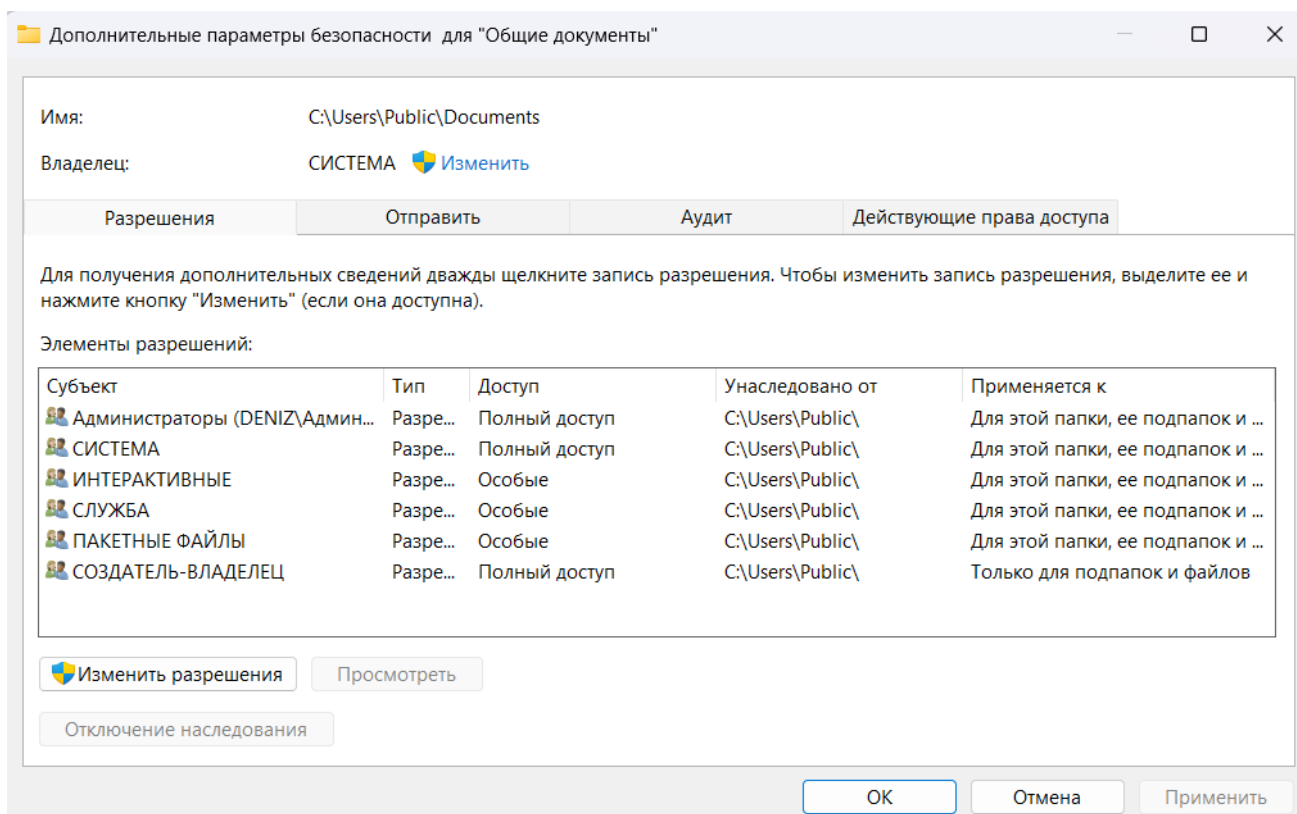 Дополнительные параметры безопасности для "Общие документы"
Имя: C:\Users\Public\Documents
Владелец: СИСТЕМА Изменить
Разрешения Отправить Аудит Действующие права доступа
Для получения дополнительных сведений дважды щелкните запись разрешения. Чтобы изменить запись разрешения, выделите ее и
нажмите кнопку "Изменить" (если она доступна).
Элементы разрешений:
Субъект Тип Доступ Унаследовано от Применяется к
Администраторы (DENIZ\Админ... Разре... Полный доступ C:\Users\Public\ Для этой папки, ее подпапок и ...
СИСТЕМА Разре... Полный доступ C:\Users\Public\ Для этой папки, ее подпапок и ...
ИНТЕРАКТИВНЫЕ Разре... Особые C:\Users\Public\ Для этой папки, ее подпапок и ...
СЛУЖБА Разре... Особые C:\Users\Public\ Для этой папки, ее подпапок и ...
ПАКЕТНЫЕ ФАЙЛЫ Разре... Особые C:\Users\Public\ Для этой папки, ее подпапок и ...
СОЗДАТЕЛЬ-ВЛАДЕЛЕЦ Разре... Полный доступ C:\Users\Public\ Только для подпапок и файлов
Изменить разрешения Просмотреть
Отключение наследования
ОК Отмена Применить